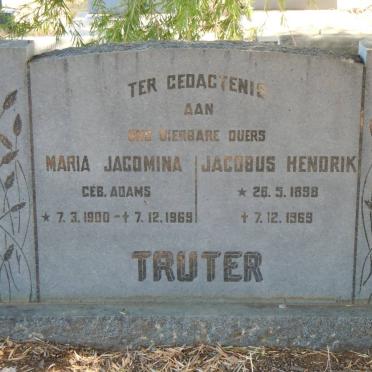 TER GEDAGTENIS
AAN
ONS DIERBARE OUERS
MARIA JACOMINA
GEB. ADAMS
* 7.3.1900 - † 7.12.1969
JACOBUS HENDRIK
* 26.5.1898
† 7.12.1969
TRUTER